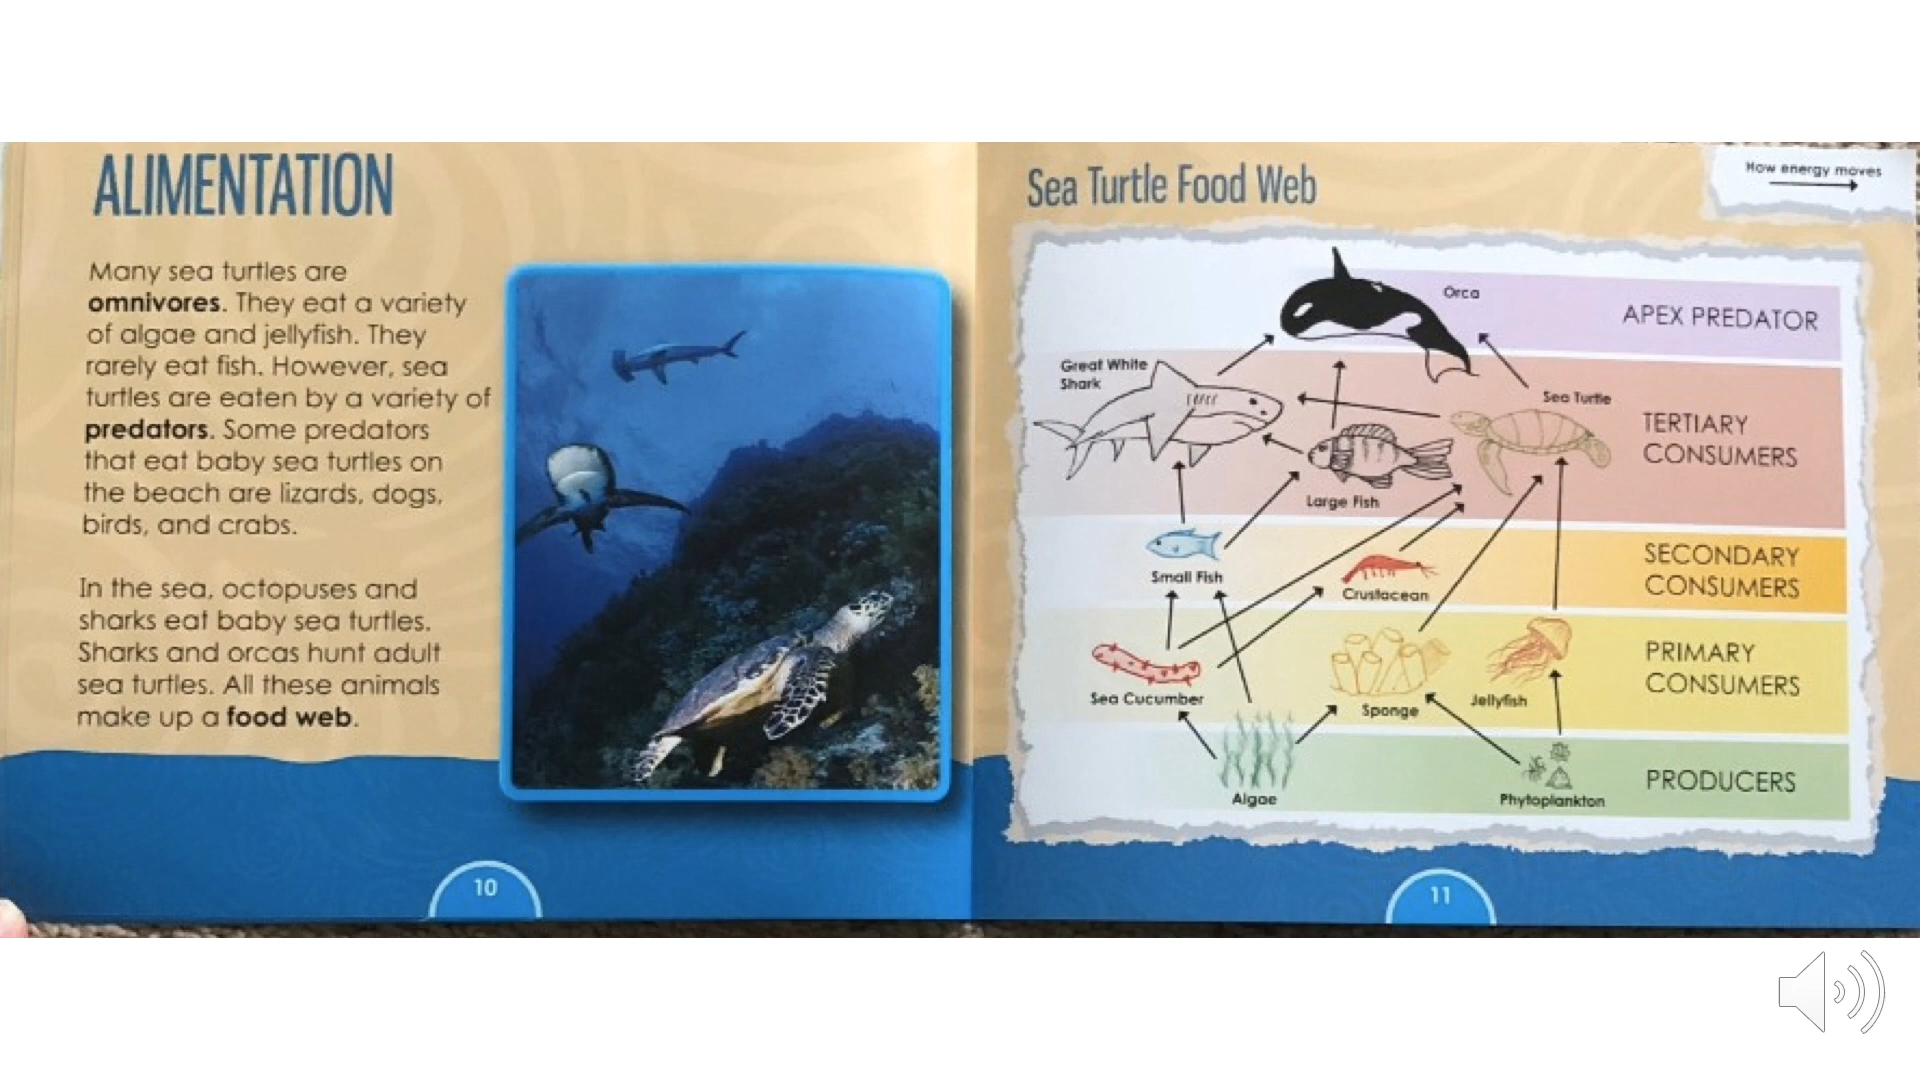 ALIMENTATION
Many sea turtles are
omnivores. They eat a variety
of algae and jellyfish. They
rarely eat fish. However, sea
turtles are eaten by a variety of
predators. Some predators
that eat baby sea turtles on
the beach are lizards, dogs,
birds, and crabs.
In the sea, octopuses and
sharks eat baby sea turtles.
Sharks and orcas hunt adult
sea turtles. All these animals
make up a food web.
10
Sea Turtle Food Web
How energy moves
Orca
APEX PREDATOR
Great White
Shark
Sea Turtle
TERTIARY
CONSUMERS
Large Fish
Small Fish
Crustacean
SECONDARY
CONSUMERS
Sea Cucumber
Sponge
Jellyfish
PRIMARY
CONSUMERS
Algae
Phytoplankton
PRODUCERS
11